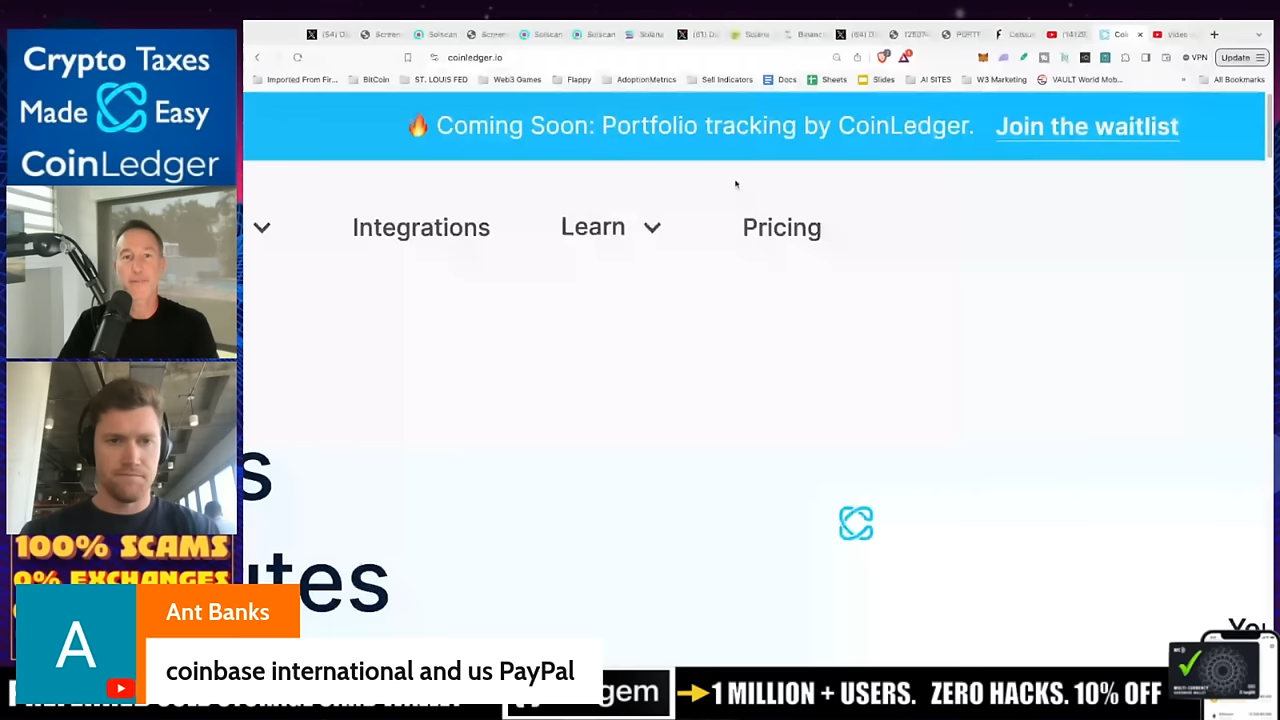 Crypto Taxes
Made Easy
CoinLedger
coinledger.io
VPN
Update
Imported From Fir...
BitCoin
ST. LOUIS FED
Web3 Games
Flappy
AdoptionMetrics
Sell Indicators
Docs
Sheets
Slides
AI SITES
W3 Marketing
VAULT World Mob...
All Bookmarks
🔥 Coming Soon: Portfolio tracking by CoinLedger. Join the waitlist
Integrations
Learn
Pricing
s
utes
You
100% SCAMS
0% EXCHANGES
A
Ant Banks
coinbase international and us PayPal
gem
1 MILLION + USERS. ZERO HACKS. 10% OFF